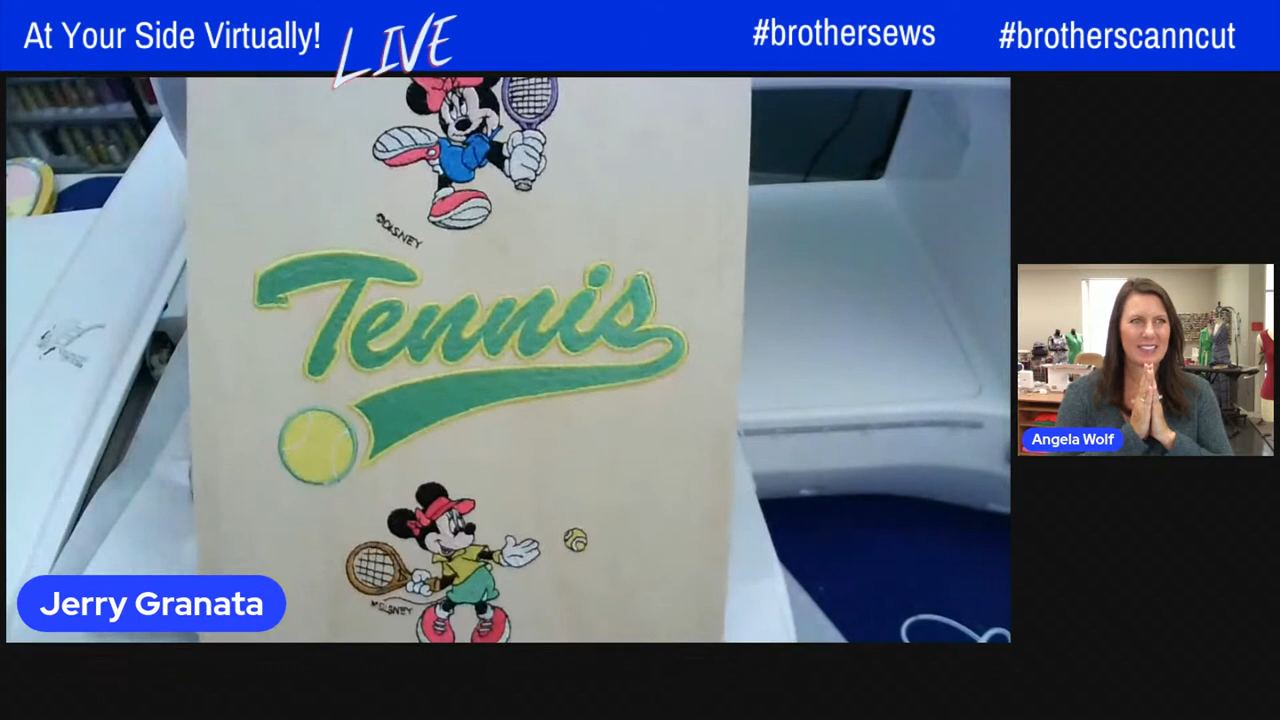 At Your Side Virtually!
LIVE
#brothersews
#brotherscanncut
©DISNEY
Tennis
Angela Wolf
Jerry Granata
©DISNEY